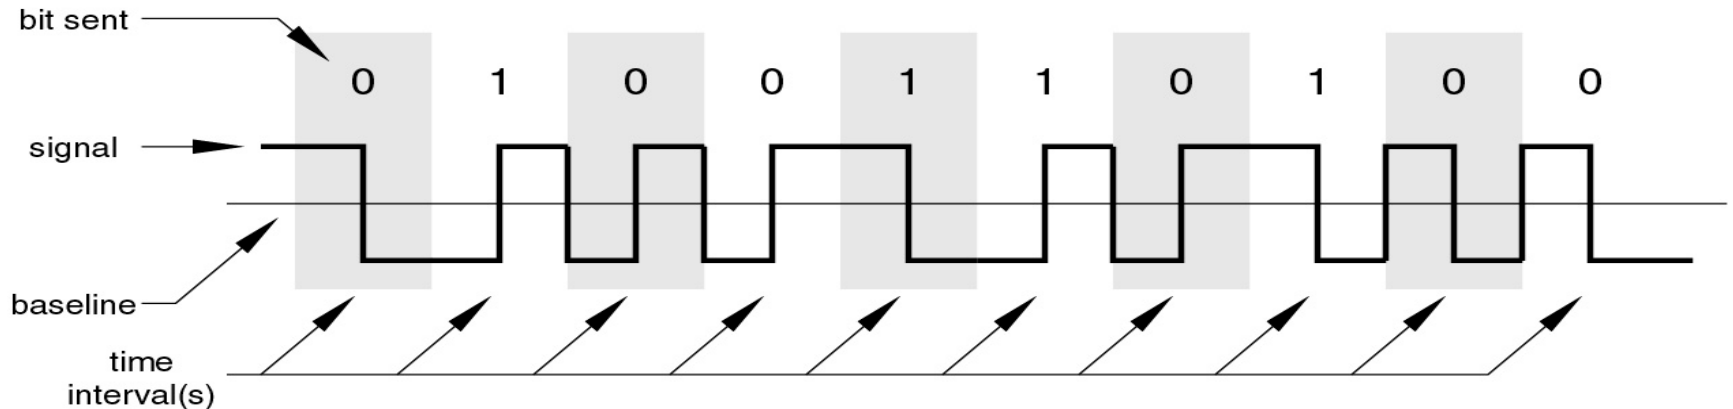 bit sent
0 1 0 0 1 1 0 1 0 0
signal
baseline
time
interval(s)